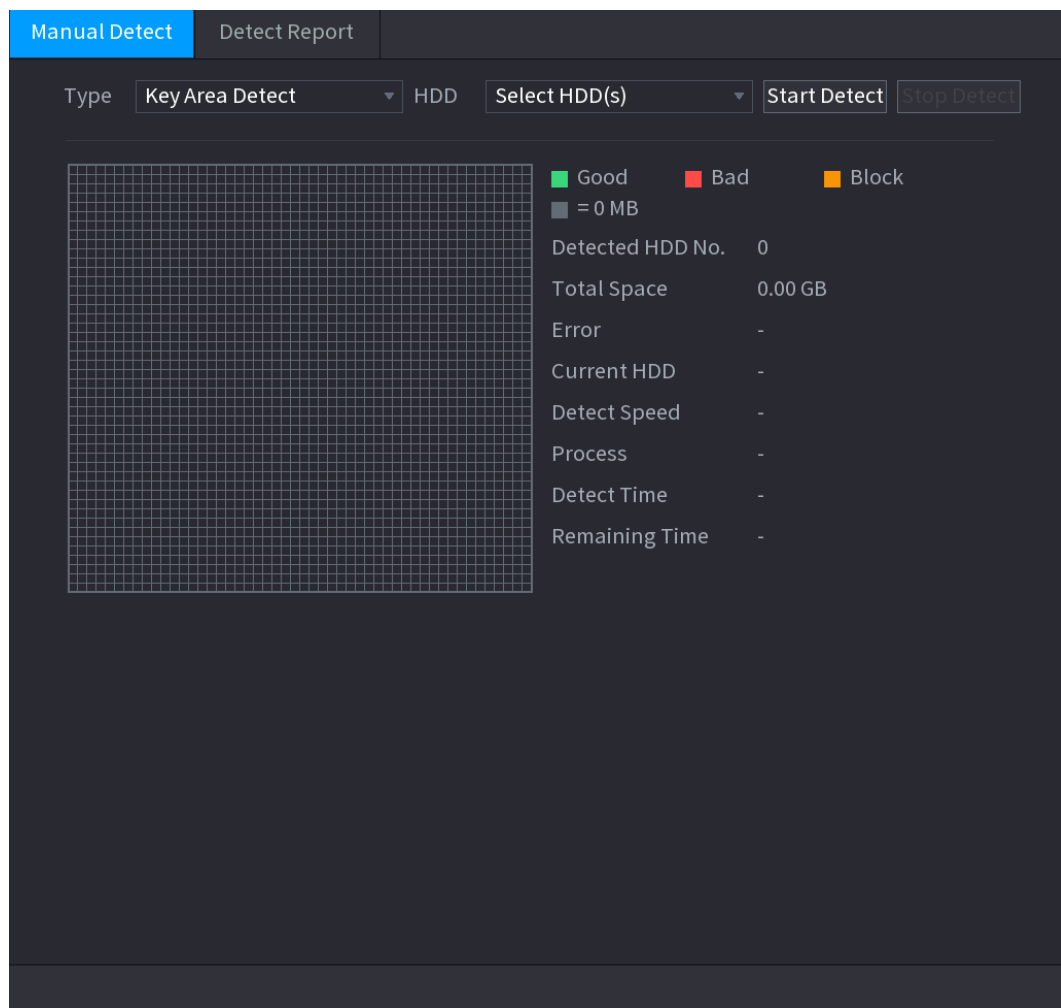 Manual Detect Detect Report
Type Key Area Detect HDD Select HDD(s) Start Detect Stop Detect
Good Bad Block
= 0 MB
Detected HDD No. 0
Total Space 0.00 GB
Error -
Current HDD -
Detect Speed -
Process -
Detect Time -
Remaining Time -